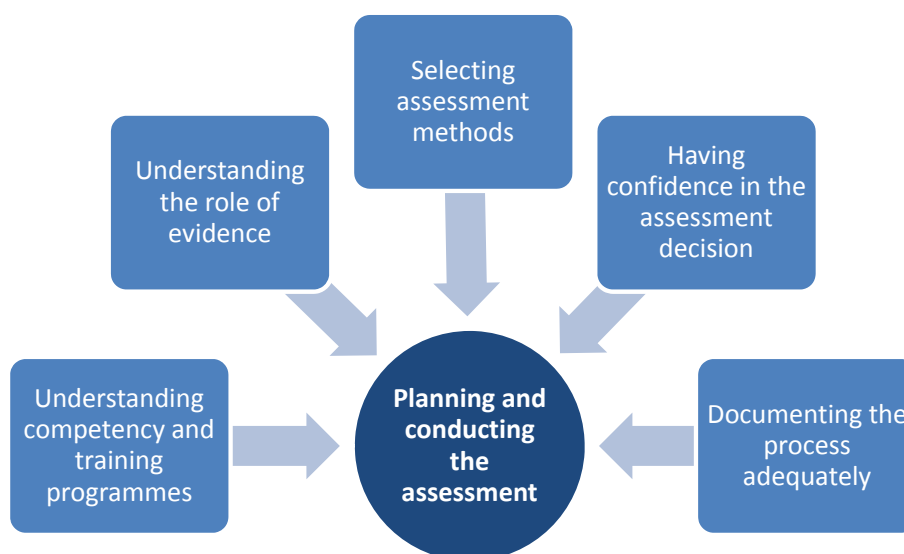 Selecting
assessment
methods
Understanding
the role of
evidence
Having
confidence in the
assessment
decision
Understanding
competency and
training
programmes
Planning and
conducting
the
assessment
Documenting the
process
adequately